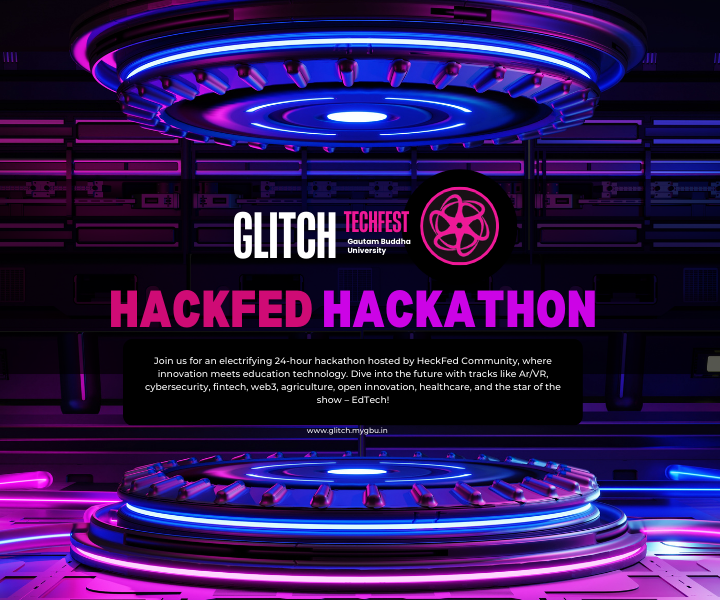 GLITCH TECHFEST
Gautam Buddha
University
HACKFED HACKATHON
Join us for an electrifying 24-hour hackathon hosted by HeckFed Community, where
innovation meets education technology. Dive into the future with tracks like Ar/VR,
cybersecurity, fintech, web3, agriculture, open innovation, healthcare, and the star of the
show – EdTech!
www.glitch.mygbu.in